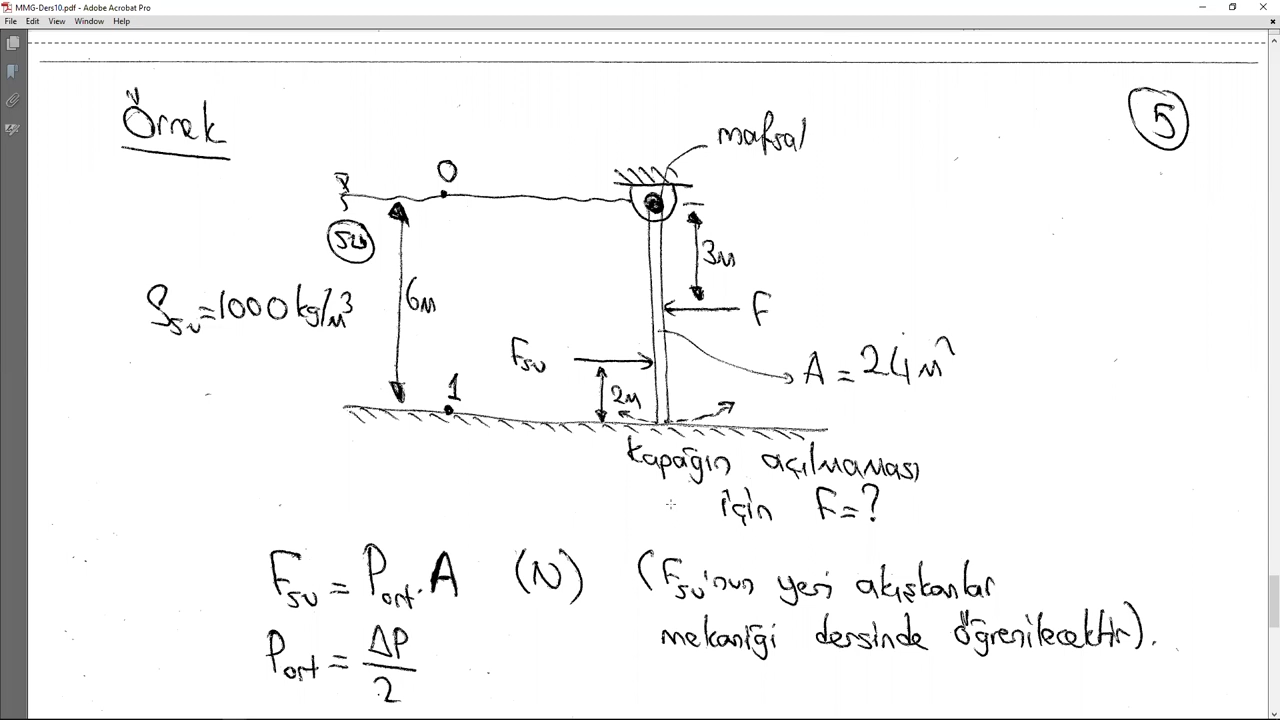 MMG-Ders10.pdf - Adobe Acrobat Pro
File Edit View Window Help
Örnek
5
mafsal
0
su
3m
6m
ρsu = 1000 kg/m³
F
Fsu
A = 24 m²
1
2m
Kapağın açılmaması
için F = ?
Fsu = Port . A (N) (Fsu'nun yeri akışkanlar
mekaniği dersinde öğrenilecektir).
Port = ΔP
2